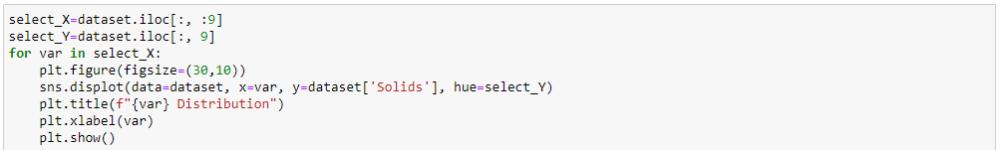 select_X=dataset.iloc[:, :9]
select_Y=dataset.iloc[:, 9]
for var in select_X:
    plt.figure(figsize=(30,10))
    sns.displot(data=dataset, x=var, y=dataset['Solids'], hue=select_Y)
    plt.title(f"{var} Distribution")
    plt.xlabel(var)
    plt.show()